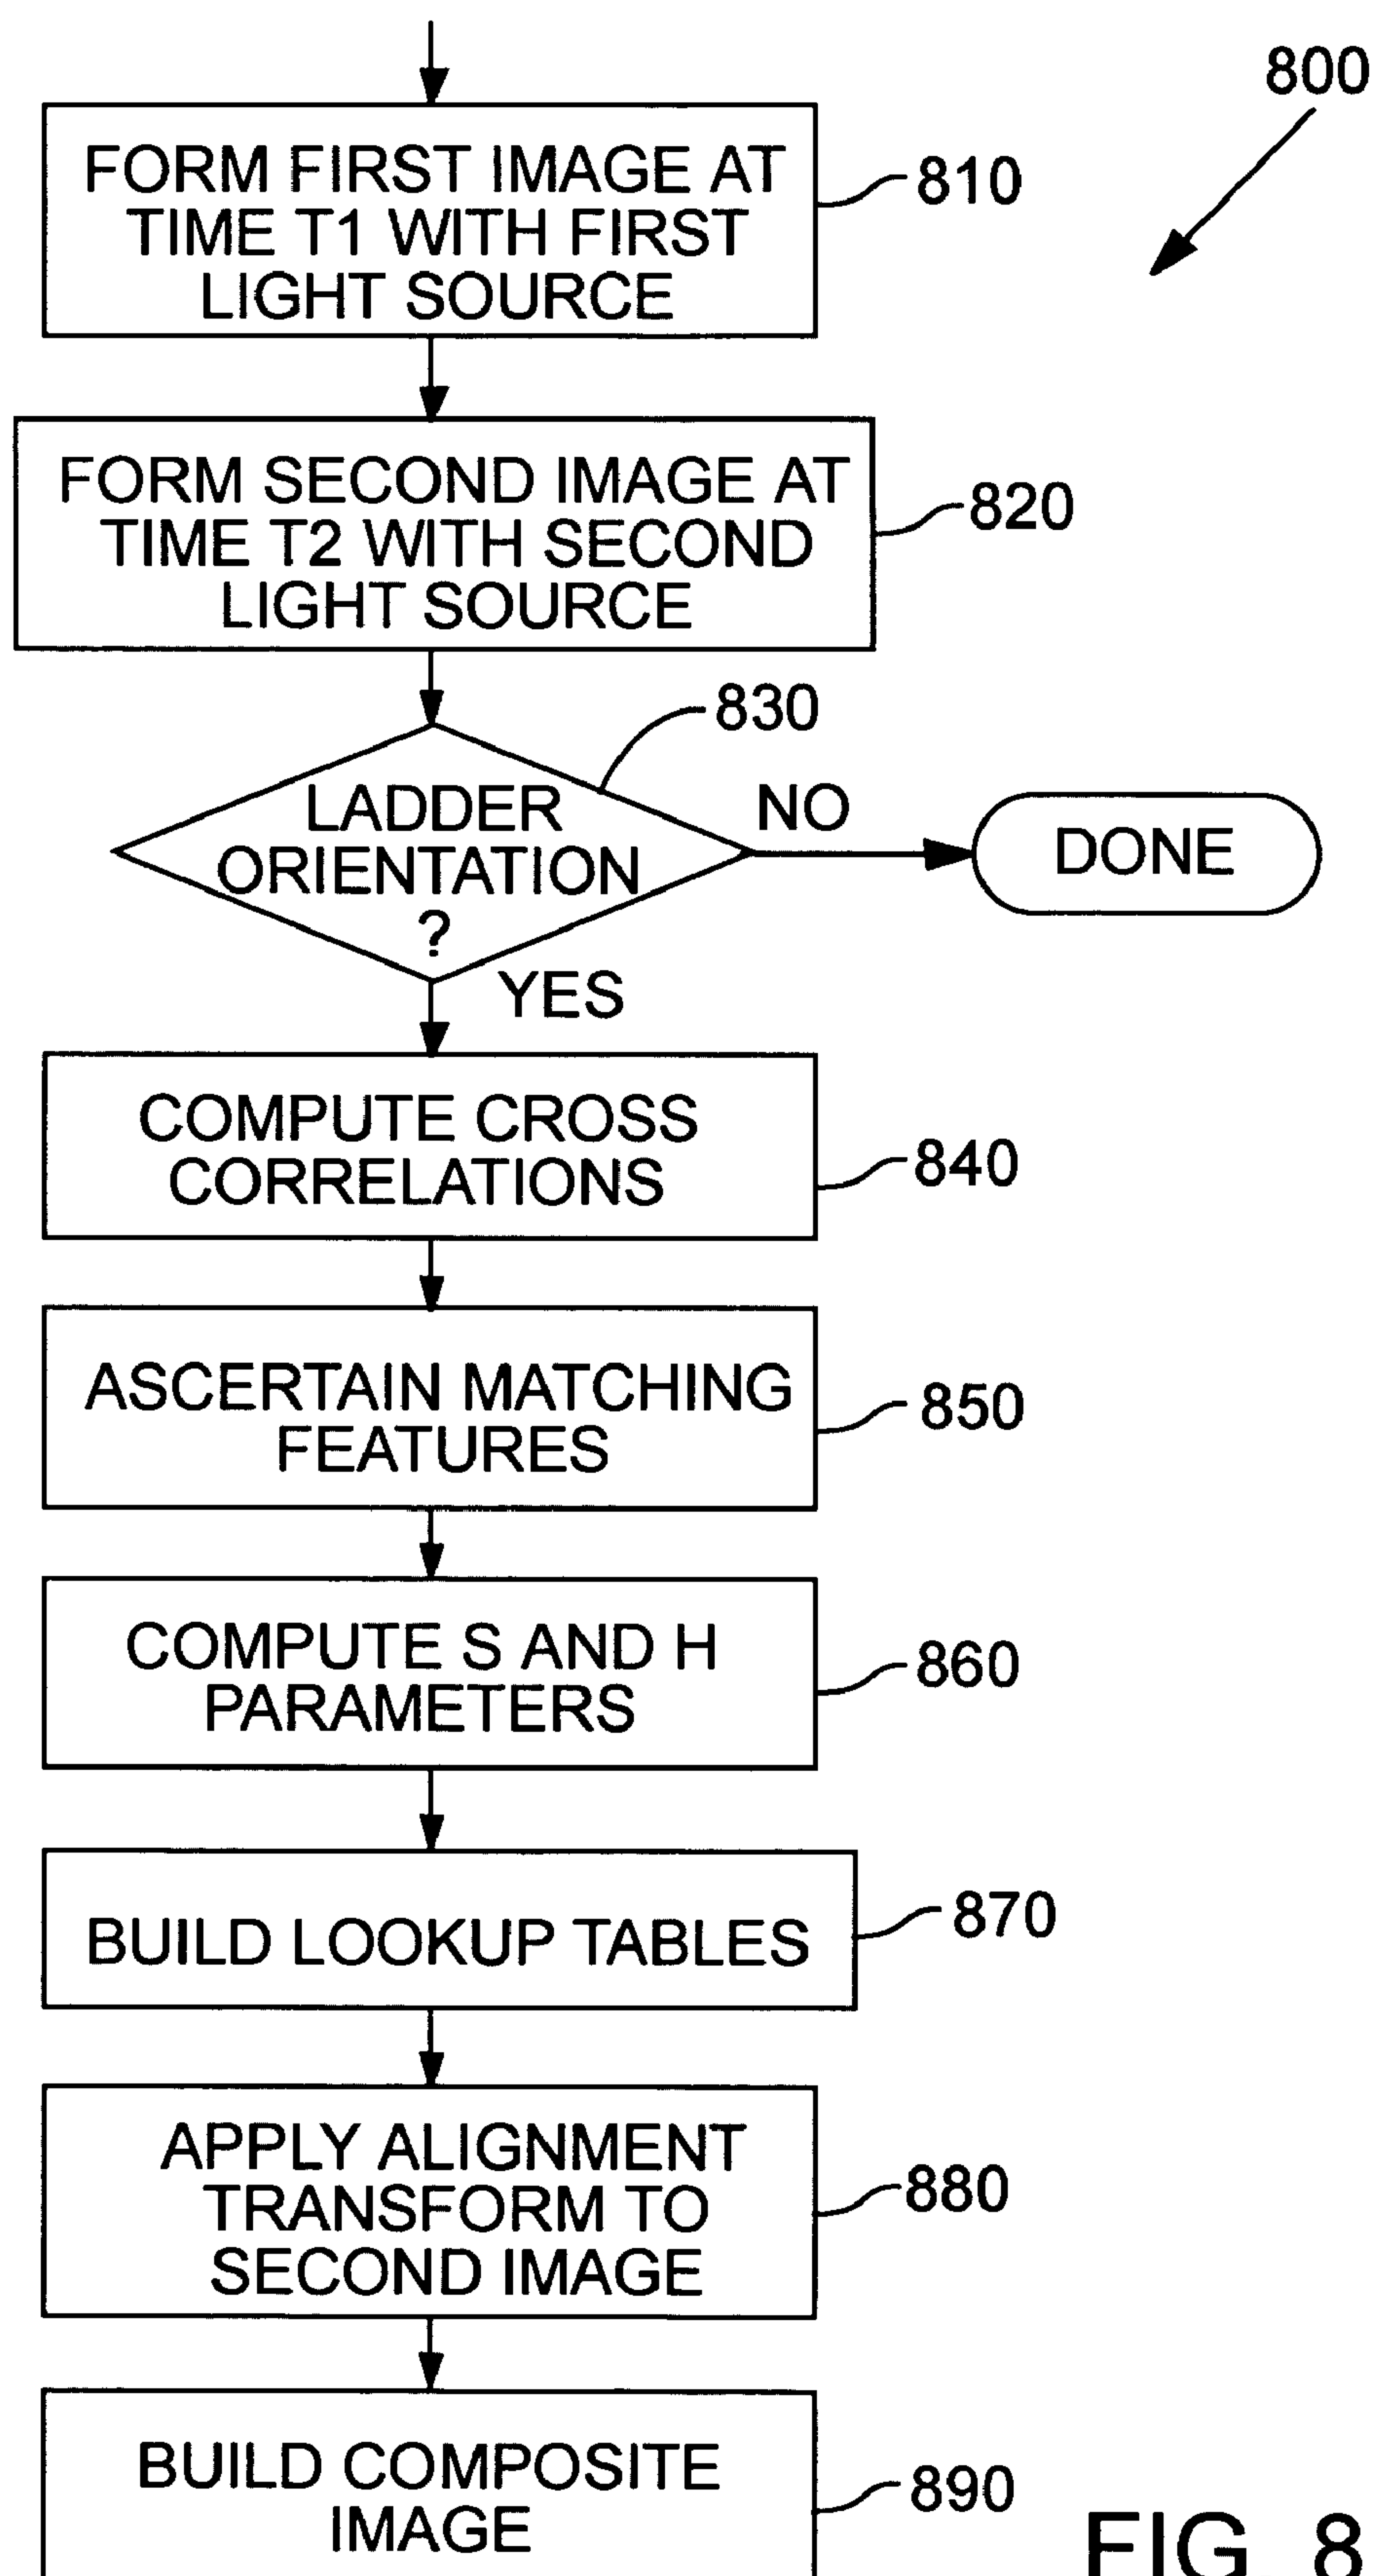 800
FORM FIRST IMAGE AT
TIME T1 WITH FIRST
LIGHT SOURCE
810
FORM SECOND IMAGE AT
TIME T2 WITH SECOND
LIGHT SOURCE
820
830
LADDER
ORIENTATION
?
NO
DONE
YES
COMPUTE CROSS
CORRELATIONS
840
ASCERTAIN MATCHING
FEATURES
850
COMPUTE S AND H
PARAMETERS
860
BUILD LOOKUP TABLES
870
APPLY ALIGNMENT
TRANSFORM TO
SECOND IMAGE
880
BUILD COMPOSITE
IMAGE
890
FIG. 8